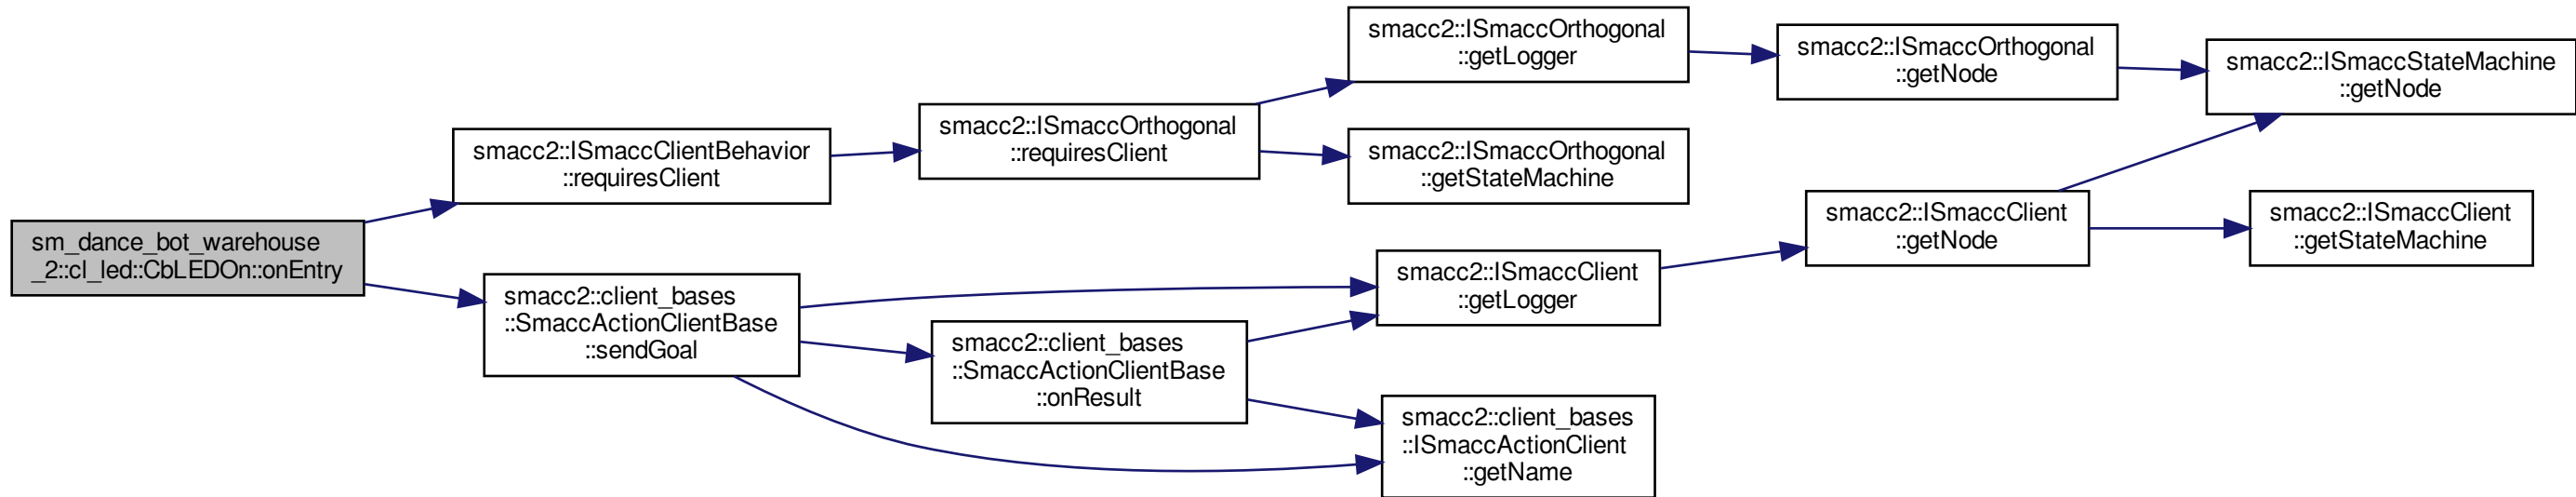 sm_dance_bot_warehouse
_2::cl_led::CbLEDOn::onEntry
smacc2::ISmaccClientBehavior
::requiresClient
smacc2::ISmaccOrthogonal
::requiresClient
smacc2::ISmaccOrthogonal
::getLogger
smacc2::ISmaccOrthogonal
::getNode
smacc2::ISmaccStateMachine
::getNode
smacc2::ISmaccOrthogonal
::getStateMachine
smacc2::client_bases
::SmaccActionClientBase
::sendGoal
smacc2::client_bases
::SmaccActionClientBase
::onResult
smacc2::ISmaccClient
::getLogger
smacc2::ISmaccClient
::getNode
smacc2::ISmaccClient
::getStateMachine
smacc2::client_bases
::ISmaccActionClient
::getName